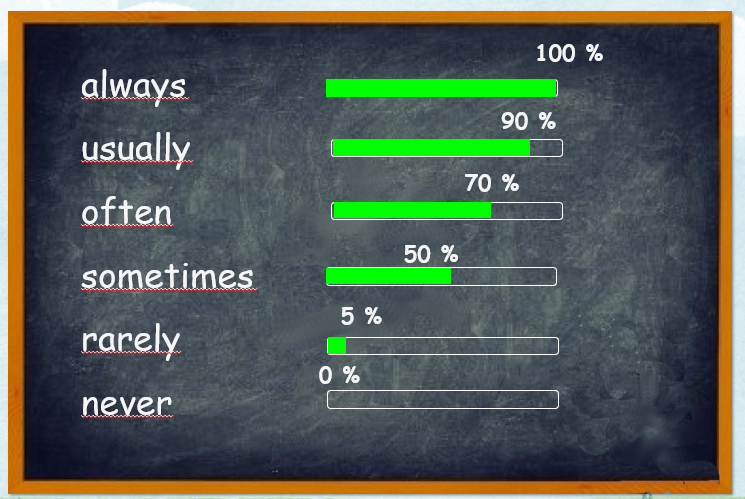 100 %
always
90 %
usually
70 %
often
50 %
sometimes
5 %
rarely
0 %
never